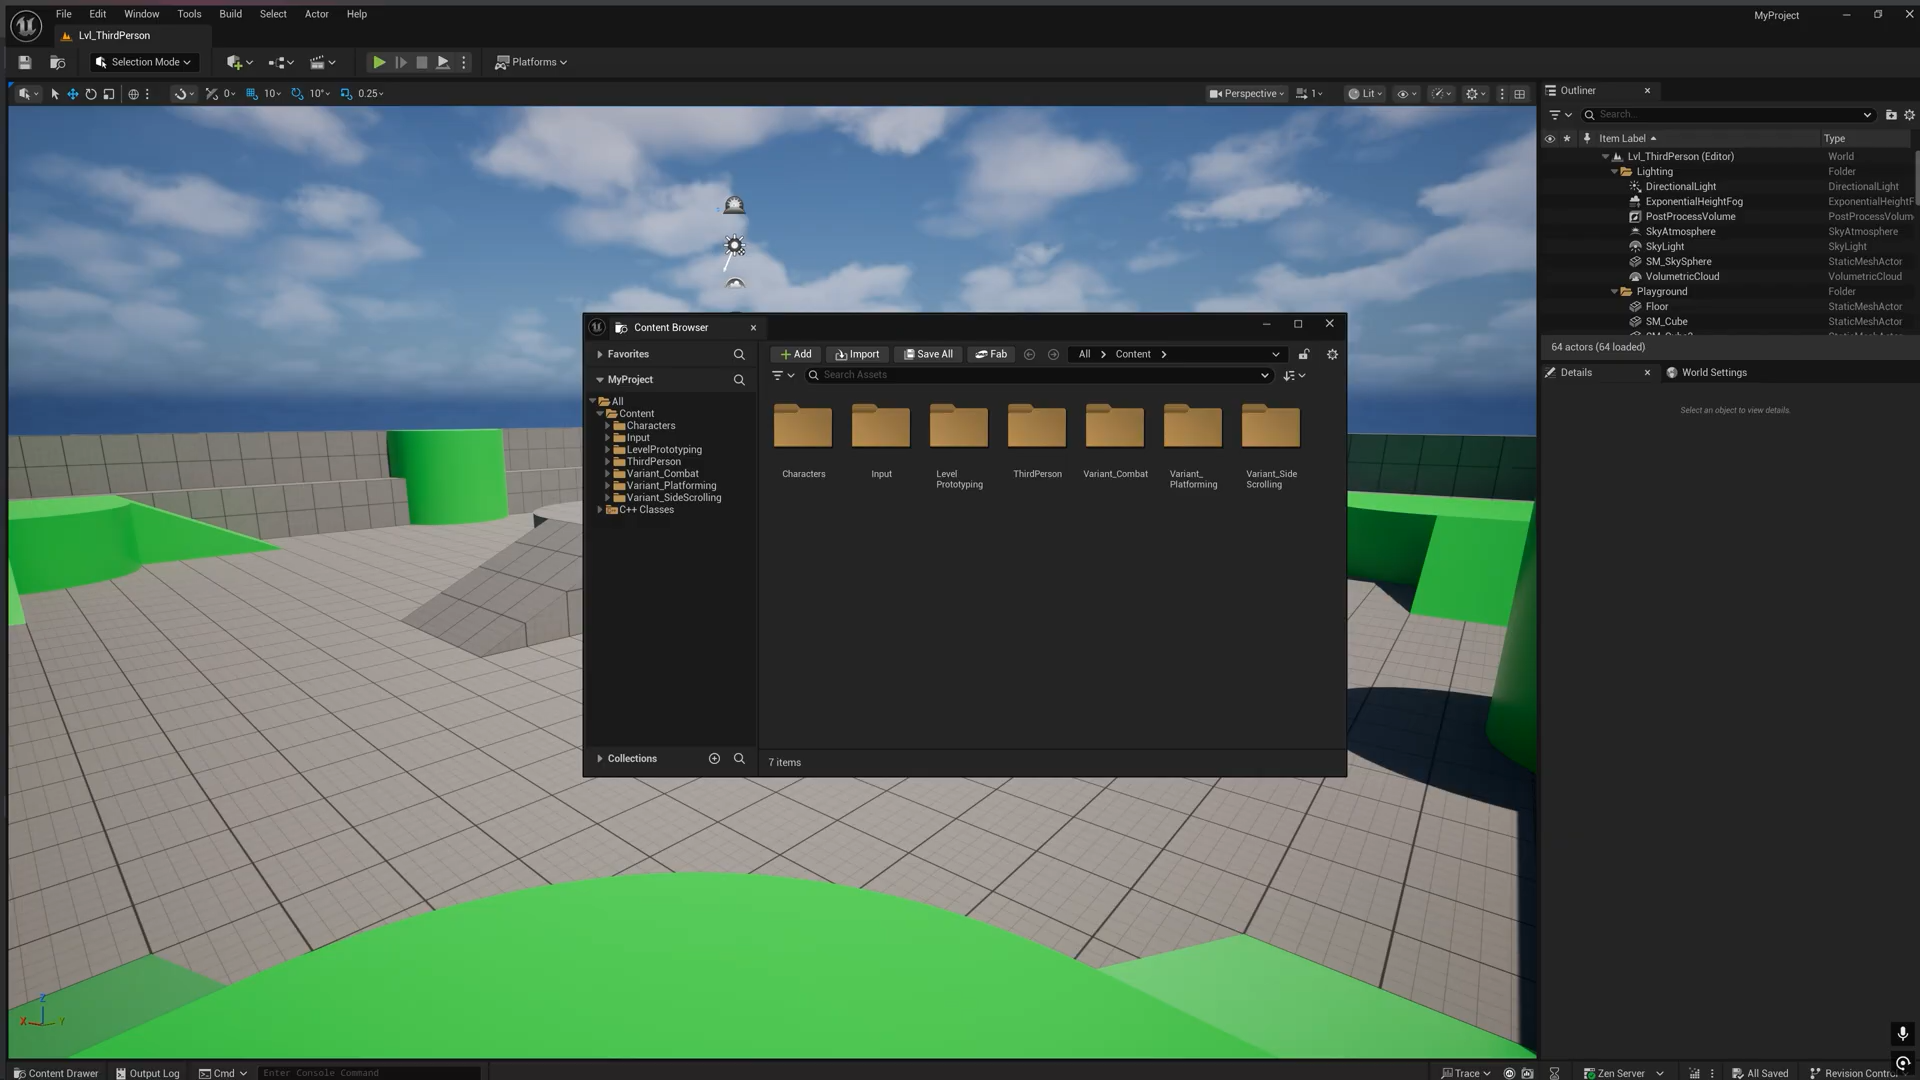 File Edit Window Tools Build Select Actor Help
MyProject
Lvl_ThirdPerson
Selection Mode
Platforms
0 10 10° 0.25
Perspective 1 Lit
Outliner
Search...
Item Label Type
Lvl_ThirdPerson (Editor) World
Lighting Folder
DirectionalLight DirectionalLight
ExponentialHeightFog ExponentialHeightF
PostProcessVolume PostProcessVolum
SkyAtmosphere SkyAtmosphere
SkyLight SkyLight
SM_SkySphere StaticMeshActor
VolumetricCloud VolumetricCloud
Playground Folder
Floor StaticMeshActor
SM_Cube StaticMeshActor
64 actors (64 loaded)
Details World Settings
Select an object to view details.
Content Browser
Favorites
MyProject
All
Content
Characters
Input
LevelPrototyping
ThirdPerson
Variant_Combat
Variant_Platforming
Variant_SideScrolling
C++ Classes
Collections
Add Import Save All Fab All Content
Search Assets
Characters
Input
Level
Prototyping
ThirdPerson
Variant_Combat
Variant_
Platforming
Variant_Side
Scrolling
7 items
Z
X Y
Content Drawer Output Log Cmd Enter Console Command
Trace Zen Server All Saved Revision Contro